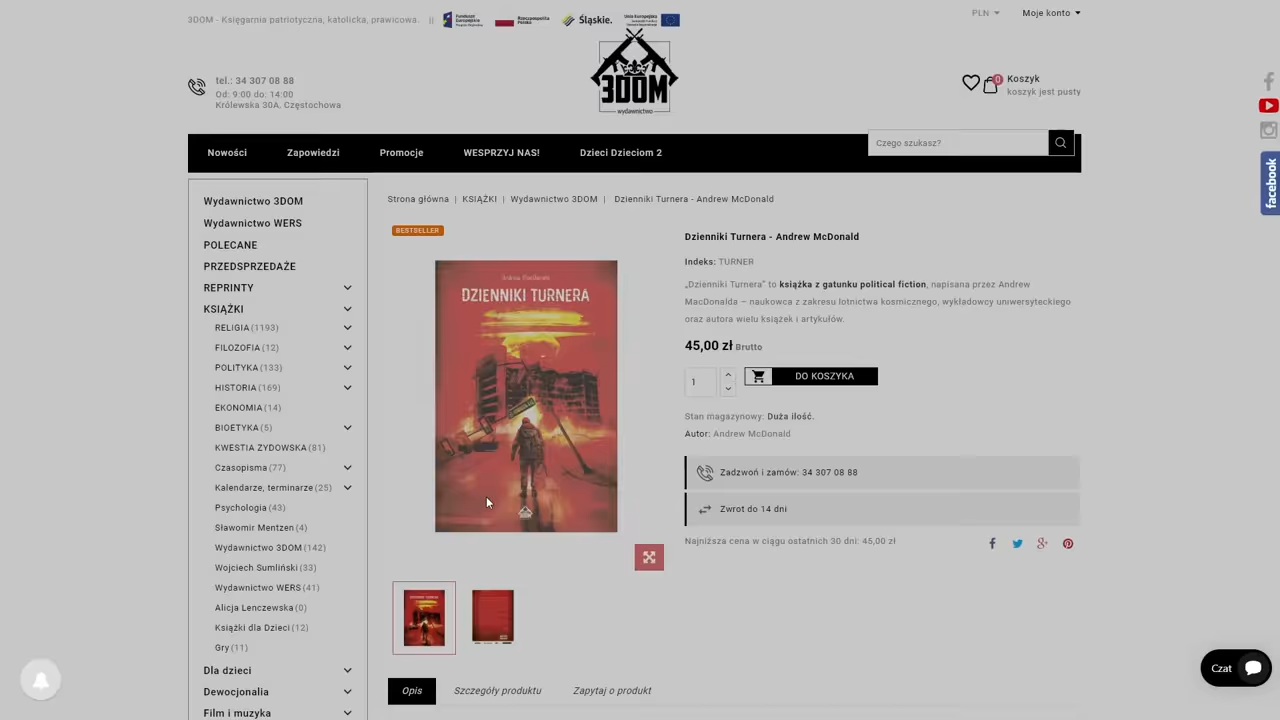 3DOM - Księgarnia patriotyczna, katolicka, prawicowa. ||
Fundusze Europejskie
Rzeczpospolita Polska
Śląskie.
Unia Europejska
PLN
Moje konto
tel.: 34 307 08 88
Od: 9:00 do: 14:00
Królewska 30A, Częstochowa
3DOM
wydawnictwo
0
Koszyk
koszyk jest pusty
Nowości
Zapowiedzi
Promocje
WESPRZYJ NAS!
Dzieci Dzieciom 2
Czego szukasz?
facebook
Wydawnictwo 3DOM
Wydawnictwo WERS
POLECANE
PRZEDSPRZEDAŻE
REPRINTY
KSIĄŻKI
RELIGIA (1193)
FILOZOFIA (12)
POLITYKA (133)
HISTORIA (169)
EKONOMIA (14)
BIOETYKA (5)
KWESTIA ZYDOWSKA (81)
Czasopisma (77)
Kalendarze, terminarze (25)
Psychologia (43)
Sławomir Mentzen (4)
Wydawnictwo 3DOM (142)
Wojciech Sumliński (33)
Wydawnictwo WERS (41)
Alicja Lenczewska (0)
Książki dla Dzieci (12)
Gry (11)
Dla dzieci
Dewocjonalia
Film i muzyka
Strona główna | KSIĄŻKI | Wydawnictwo 3DOM | Dzienniki Turnera - Andrew McDonald
BESTSELLER
DZIENNIKI TURNERA
Dzienniki Turnera - Andrew McDonald
Indeks: TURNER
„Dzienniki Turnera” to książka z gatunku political fiction, napisana przez Andrew
MacDonalda – naukowca z zakresu lotnictwa kosmicznego, wykładowcy uniwersyteckiego
oraz autora wielu książek i artykułów.
45,00 zł Brutto
1
DO KOSZYKA
Stan magazynowy: Duża ilość.
Autor: Andrew McDonald
Zadzwoń i zamów: 34 307 08 88
Zwrot do 14 dni
Najniższa cena w ciągu ostatnich 30 dni: 45,00 zł
Opis
Szczegóły produktu
Zapytaj o produkt
Czat